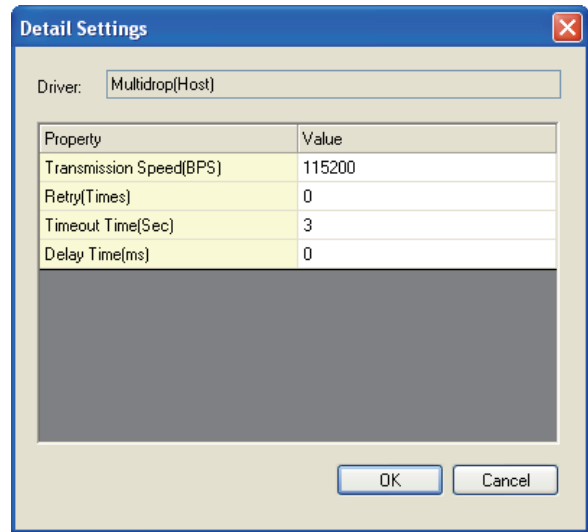 Detail Settings
Driver: Multidrop(Host)
Property Value
Transmission Speed(BPS) 115200
Retry(Times) 0
Timeout Time(Sec) 3
Delay Time(ms) 0
OK Cancel